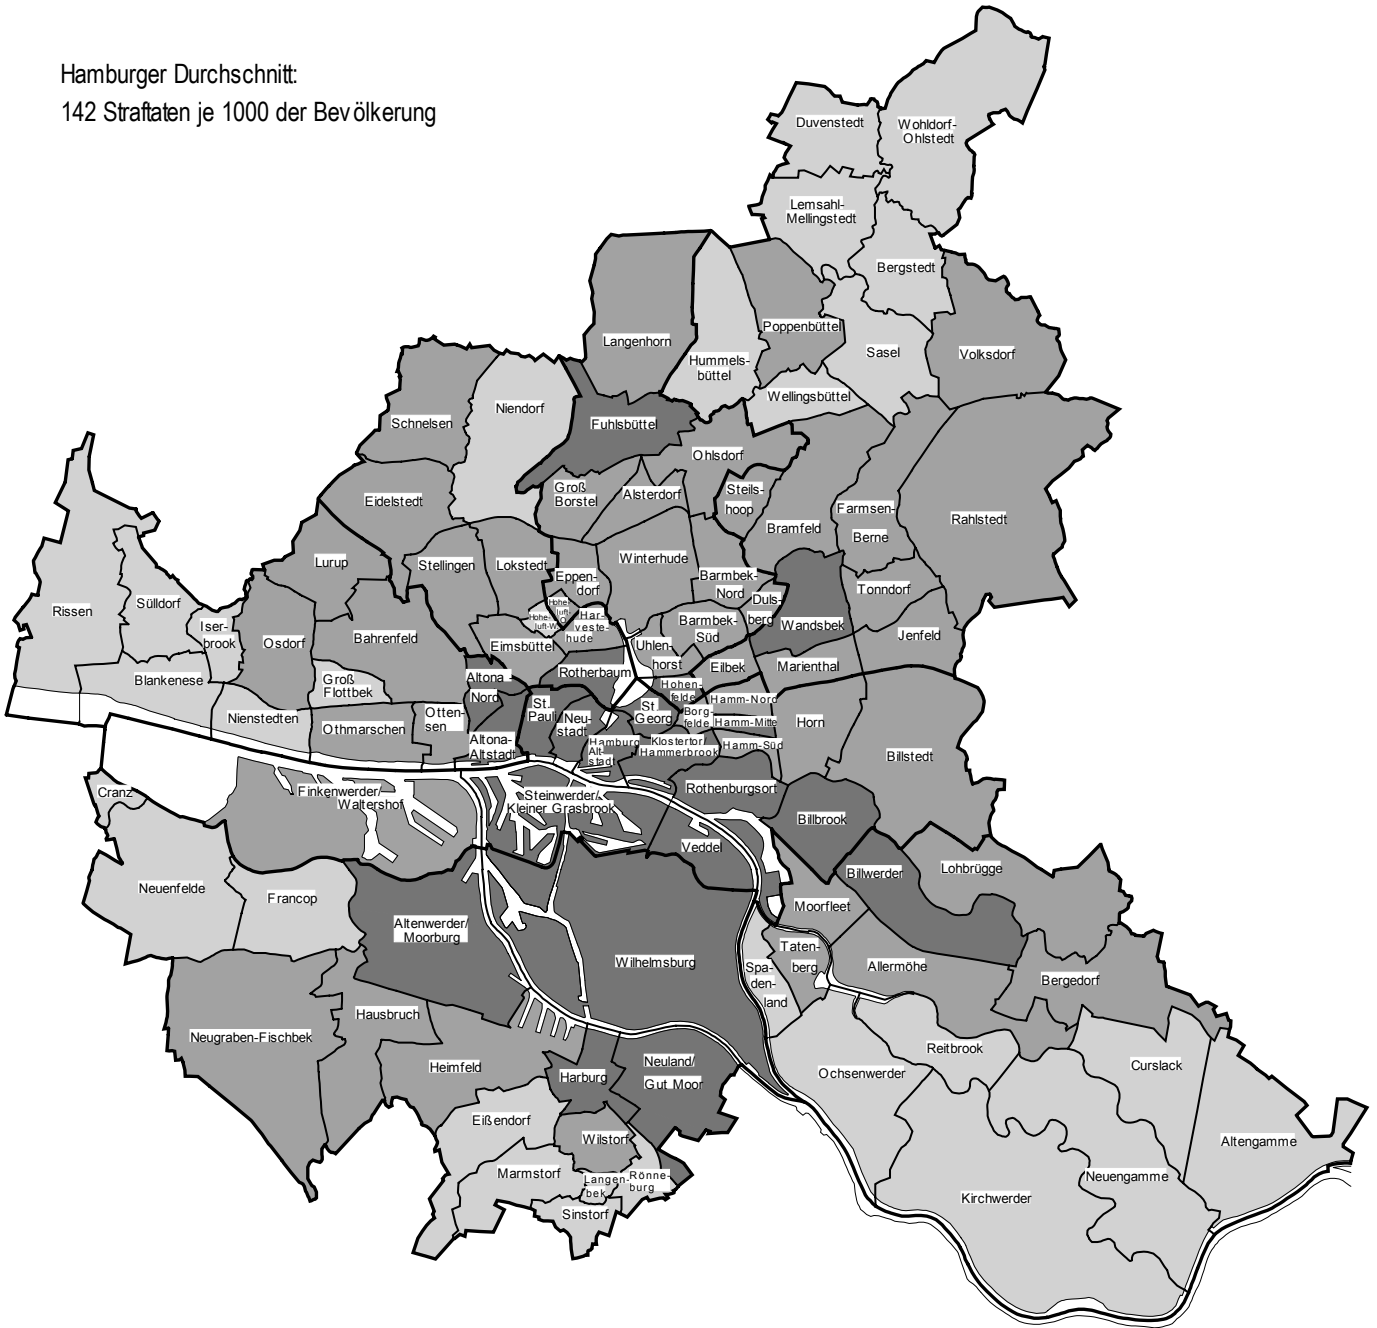 Hamburger Durchschnitt:
142 Straftaten je 1000 der Bevölkerung
Duvenstedt
Wohldorf-
Ohlstedt
Lemsahl-
Mellingstedt
Bergstedt
Poppenbüttel
Langenhorn
Hummels-
büttel
Sasel
Volksdorf
Wellingsbüttel
Niendorf
Schnelsen
Fuhlsbüttel
Ohlsdorf
Groß
Borstel
Alsterdorf
Steils-
hoop
Eidelstedt
Bramfeld
Farmsen-
Berne
Rahlstedt
Lurup
Stellingen
Lokstedt
Winterhude
Eppen-
dorf
Barmbek-
Nord
Duls-
berg
Tonndorf
Rissen
Sülldorf
Iser-
brook
Osdorf
Bahrenfeld
Hohe-
luft-
O.
Hohe-
luft-W.
Har-
veste-
hude
Barmbek-
Süd
Wandsbek
Jenfeld
Eimsbüttel
Uhlen-
horst
Eilbek
Marienthal
Blankenese
Groß
Flottbek
Altona-
Nord
Rotherbaum
Hohen-
felde
Hamm-Nord
Nienstedten
Othmarschen
Otten-
sen
St.
Pauli
Neu-
stadt
St.
Georg
Borg-
felde
Hamm-Mitte
Horn
Altona-
Altstadt
Hamburg
Alt-
stadt
Klostertor/
Hammerbrook
Hamm-Süd
Billstedt
Cranz
Finkenwerder/
Waltershof
Steinwerder/
Kleiner Grasbrook
Rothenburgsort
Billbrook
Veddel
Neuenfelde
Francop
Billwerder
Lohbrügge
Altenwerder/
Moorburg
Moorfleet
Wilhelmsburg
Taten-
berg
Spa-
den-
land
Allermöhe
Bergedorf
Hausbruch
Neugraben-Fischbek
Heimfeld
Harburg
Neuland/
Gut Moor
Reitbrook
Ochsenwerder
Curslack
Eißendorf
Wilstorf
Altengamme
Marmstorf
Langen-
bek
Rönne-
burg
Neuengamme
Kirchwerder
Sinstorf